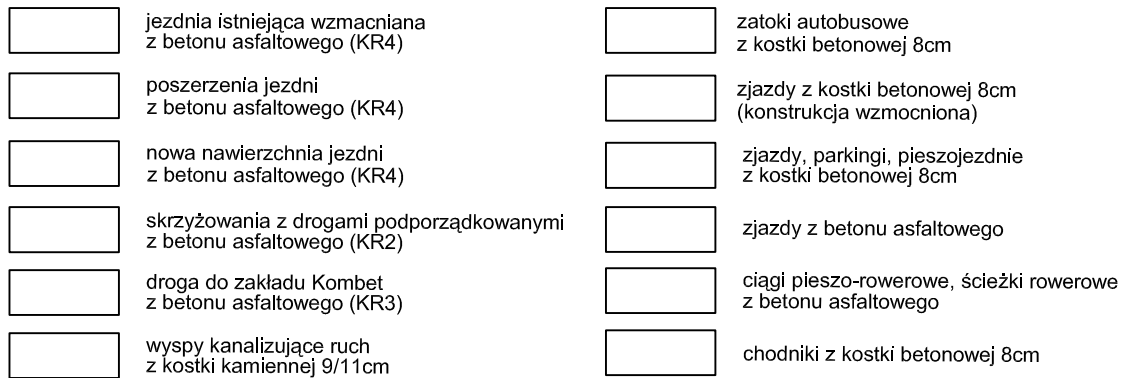 jezdnia istniejąca wzmacniana
z betonu asfaltowego (KR4)
poszerzenia jezdni
z betonu asfaltowego (KR4)
nowa nawierzchnia jezdni
z betonu asfaltowego (KR4)
skrzyżowania z drogami podporządkowanymi
z betonu asfaltowego (KR2)
droga do zakładu Kombet
z betonu asfaltowego (KR3)
wyspy kanalizujące ruch
z kostki kamiennej 9/11cm
zatoki autobusowe
z kostki betonowej 8cm
zjazdy z kostki betonowej 8cm
(konstrukcja wzmocniona)
zjazdy, parkingi, pieszojezdnie
z kostki betonowej 8cm
zjazdy z betonu asfaltowego
ciągi pieszo-rowerowe, ścieżki rowerowe
z betonu asfaltowego
chodniki z kostki betonowej 8cm